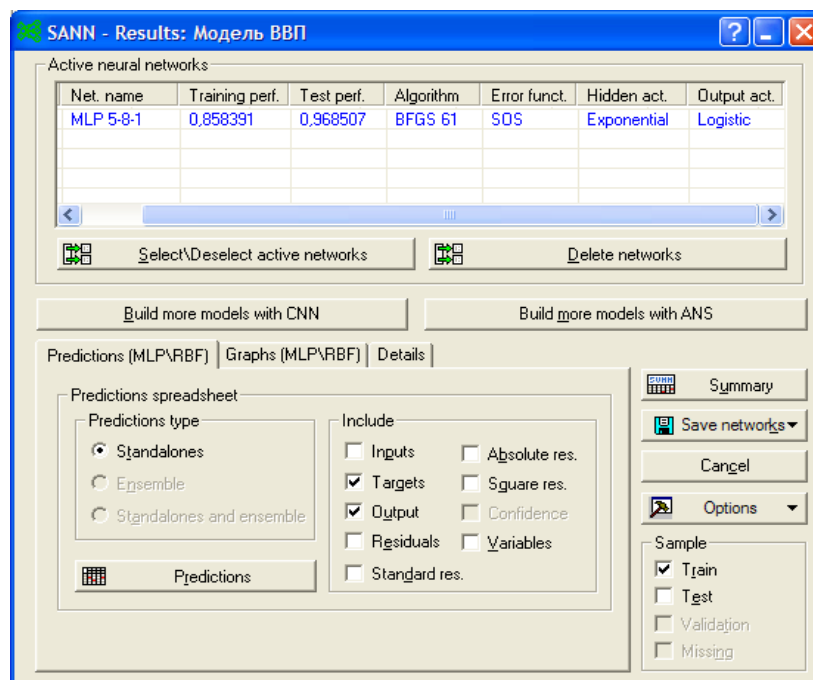 SANN - Results: Модель ВВП
Active neural networks
Net. name Training perf. Test perf. Algorithm Error funct. Hidden act. Output act.
MLP 5-8-1 0,858391 0,968507 BFGS 61 SOS Exponential Logistic
Select\Deselect active networks Delete networks
Build more models with CNN Build more models with ANS
Predictions (MLP\RBF) Graphs (MLP\RBF) Details
Predictions spreadsheet
Predictions type
Standalones
Ensemble
Standalones and ensemble
Predictions
Include
Inputs
Targets
Output
Residuals
Standard res.
Absolute res.
Square res.
Confidence
Variables
Summary
Save networks
Cancel
Options
Sample
Train
Test
Validation
Missing